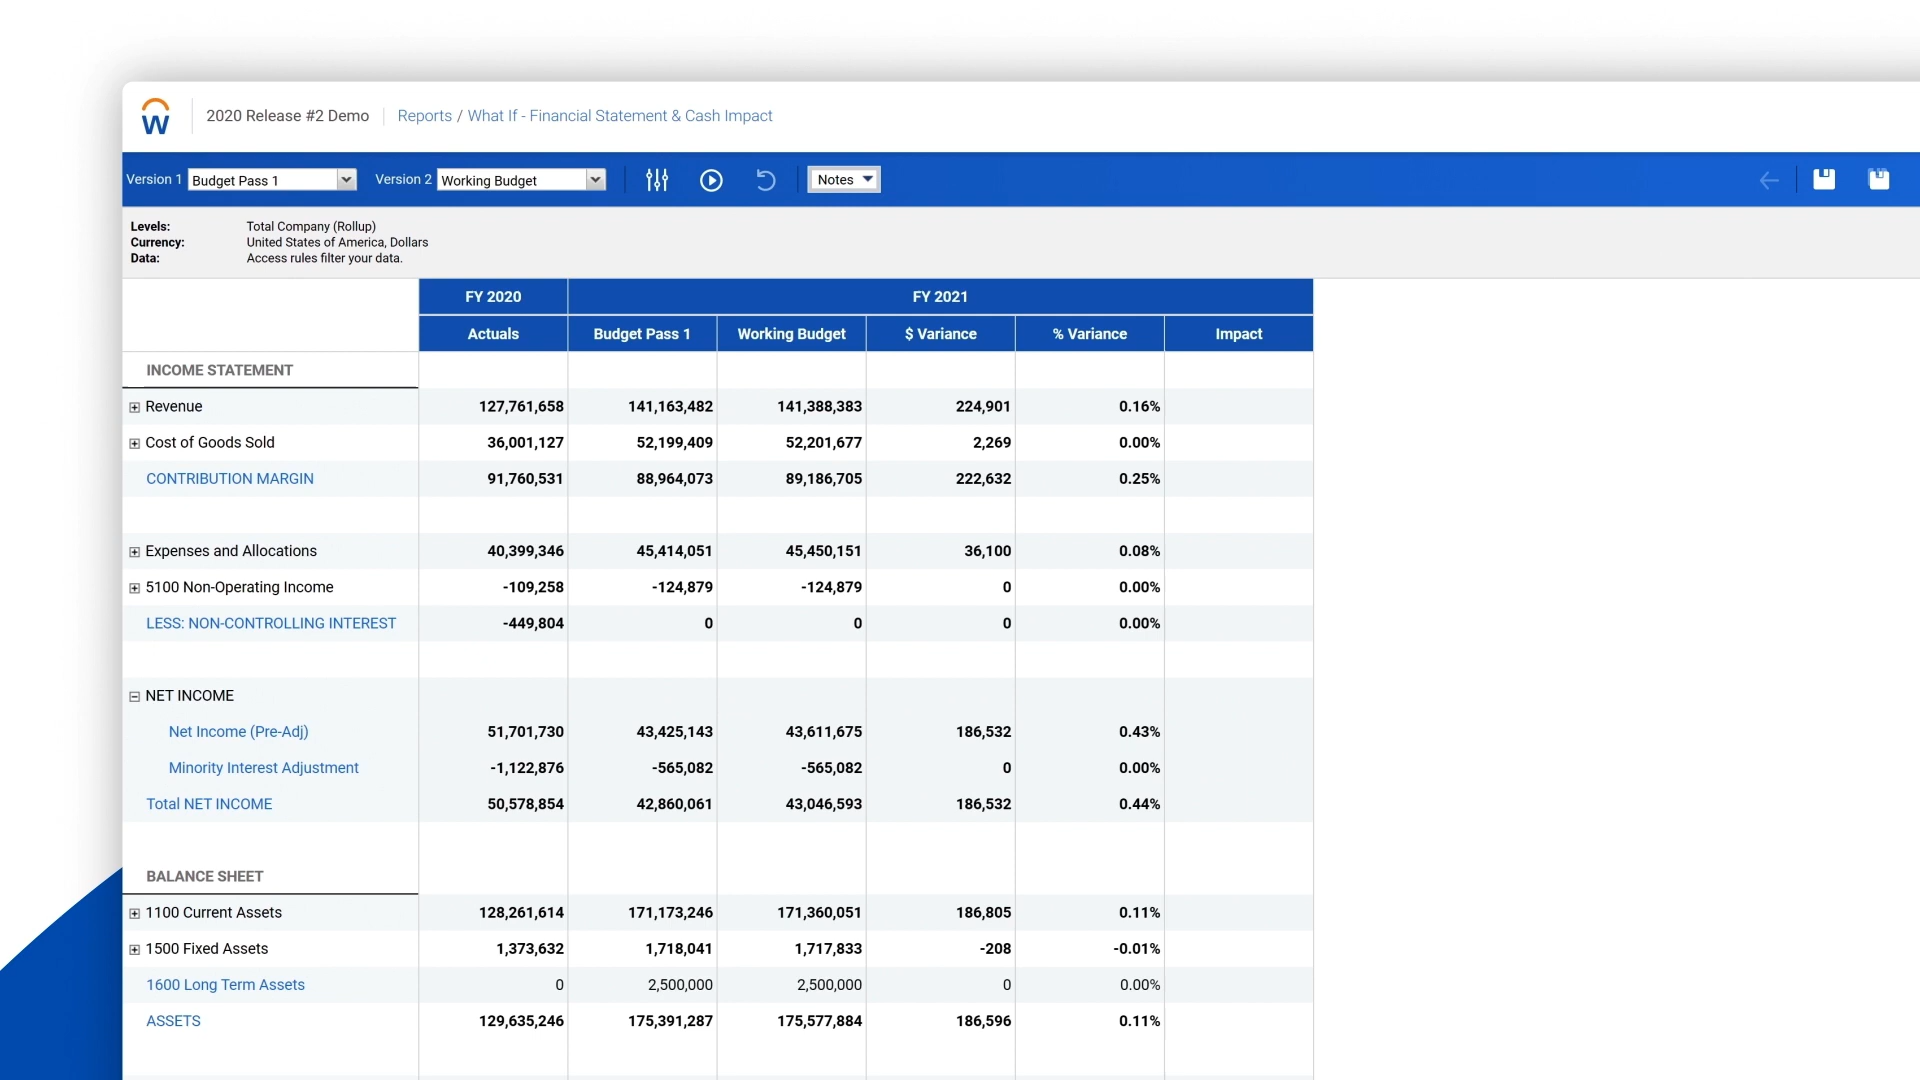 W
2020 Release #2 Demo Reports / What If - Financial Statement & Cash Impact
Version 1 Budget Pass 1 Version 2 Working Budget Notes
Levels: Total Company (Rollup)
Currency: United States of America, Dollars
Data: Access rules filter your data.
FY 2020 FY 2021
Actuals Budget Pass 1 Working Budget $ Variance % Variance Impact
INCOME STATEMENT
Revenue 127,761,658 141,163,482 141,388,383 224,901 0.16%
Cost of Goods Sold 36,001,127 52,199,409 52,201,677 2,269 0.00%
CONTRIBUTION MARGIN 91,760,531 88,964,073 89,186,705 222,632 0.25%
Expenses and Allocations 40,399,346 45,414,051 45,450,151 36,100 0.08%
5100 Non-Operating Income -109,258 -124,879 -124,879 0 0.00%
LESS: NON-CONTROLLING INTEREST -449,804 0 0 0 0.00%
NET INCOME
Net Income (Pre-Adj) 51,701,730 43,425,143 43,611,675 186,532 0.43%
Minority Interest Adjustment -1,122,876 -565,082 -565,082 0 0.00%
Total NET INCOME 50,578,854 42,860,061 43,046,593 186,532 0.44%
BALANCE SHEET
1100 Current Assets 128,261,614 171,173,246 171,360,051 186,805 0.11%
1500 Fixed Assets 1,373,632 1,718,041 1,717,833 -208 -0.01%
1600 Long Term Assets 0 2,500,000 2,500,000 0 0.00%
ASSETS 129,635,246 175,391,287 175,577,884 186,596 0.11%